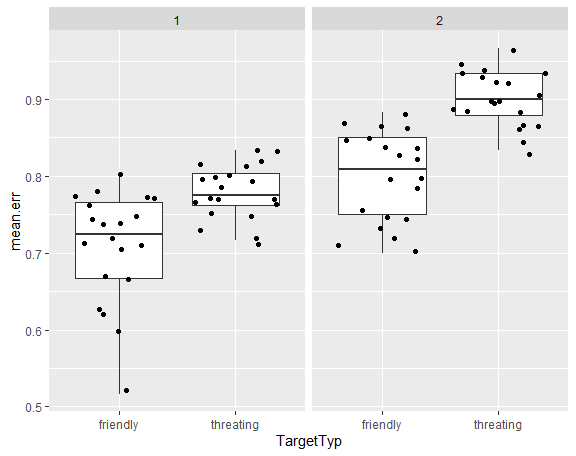 1 2
mean.err
0.9
0.8
0.7
0.6
0.5
friendly threating friendly threating
TargetTyp